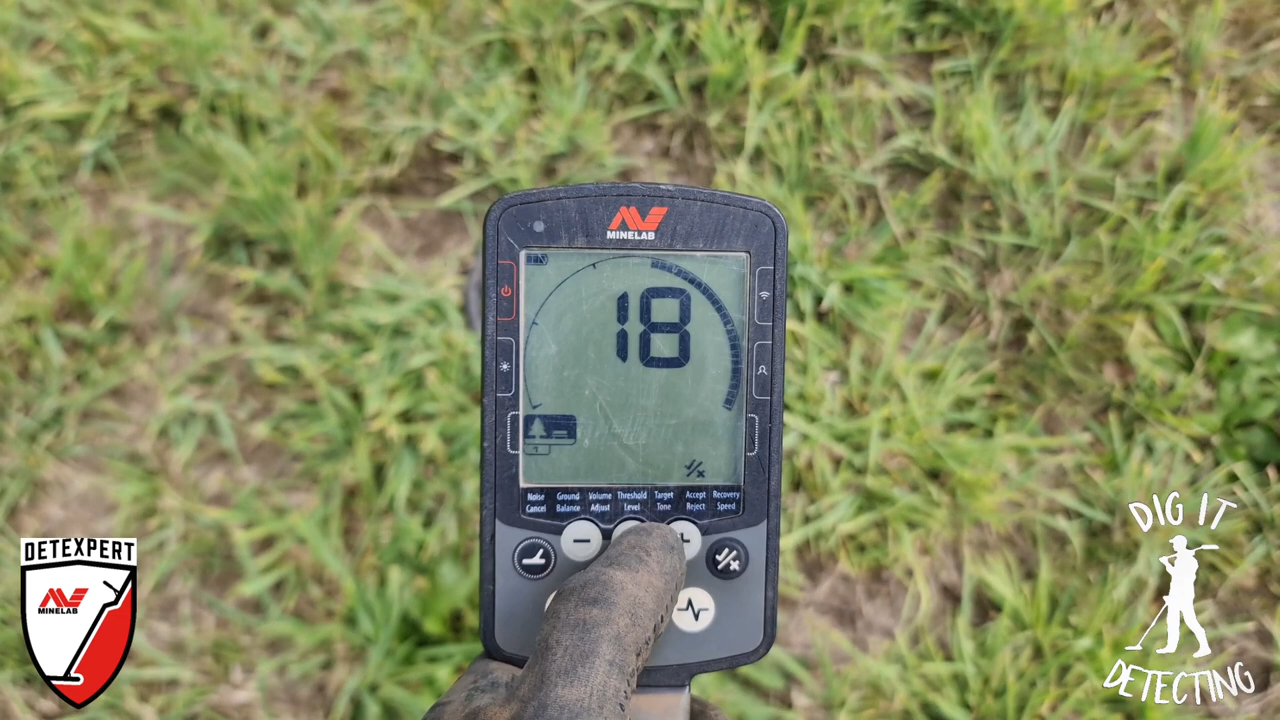 MINELAB
18
1
Noise Cancel
Ground Balance
Volume Adjust
Threshold Level
Target Tone
Accept Reject
Recovery Speed
DETEXPERT
MINELAB
DIG IT
DETECTING